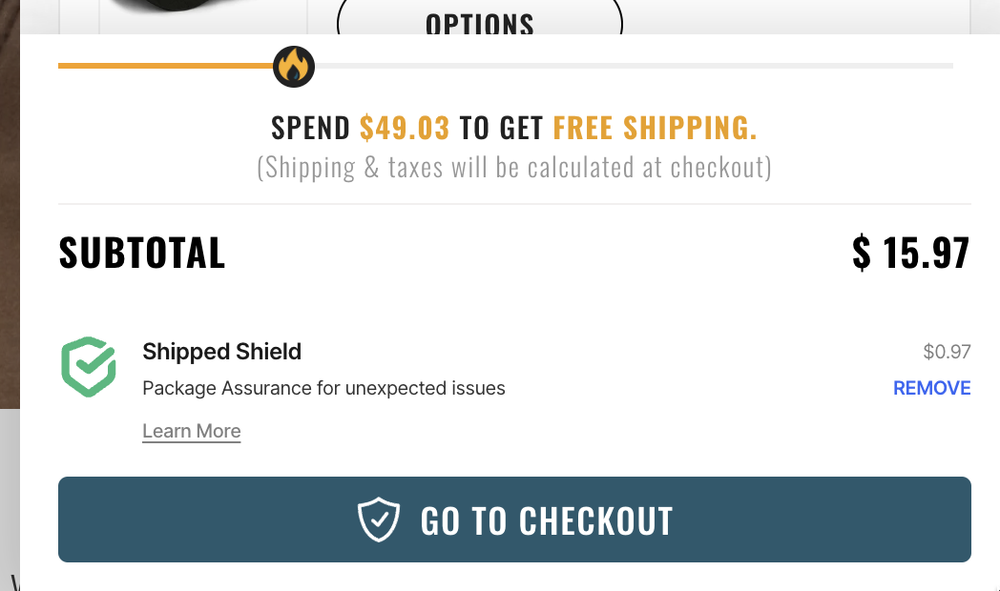 OPTIONS
SPEND $49.03 TO GET FREE SHIPPING.
(Shipping & taxes will be calculated at checkout)
SUBTOTAL $ 15.97
Shipped Shield $0.97
Package Assurance for unexpected issues REMOVE
Learn More
GO TO CHECKOUT